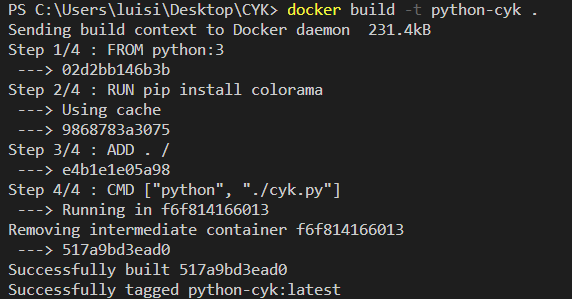 PS C:\Users\luisi\Desktop\CYK> docker build -t python-cyk .
Sending build context to Docker daemon  231.4kB
Step 1/4 : FROM python:3
 ---> 02d2bb146b3b
Step 2/4 : RUN pip install colorama
 ---> Using cache
 ---> 9868783a3075
Step 3/4 : ADD . /
 ---> e4b1e1e05a98
Step 4/4 : CMD ["python", "./cyk.py"]
 ---> Running in f6f814166013
Removing intermediate container f6f814166013
 ---> 517a9bd3ead0
Successfully built 517a9bd3ead0
Successfully tagged python-cyk:latest